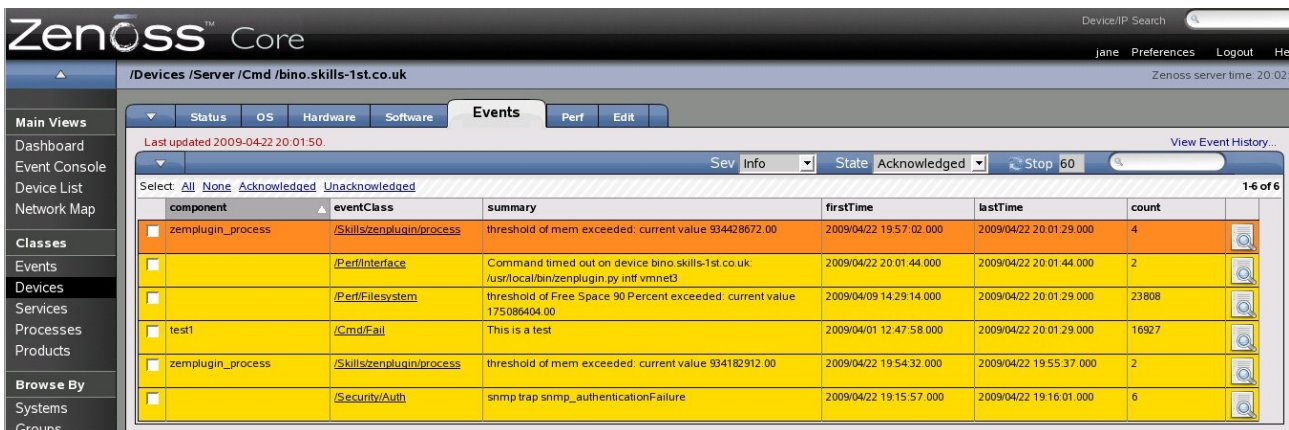 Zenoss™ Core
Device/IP Search
jane Preferences Logout He
/Devices /Server /Cmd /bino.skills-1st.co.uk
Zenoss server time: 20:02
Main Views
Dashboard
Event Console
Device List
Network Map
Classes
Events
Devices
Services
Processes
Products
Browse By
Systems
Groups
Status OS Hardware Software Events Perf Edit
Last updated 2009-04-22 20:01:50.
View Event History...
Sev Info State Acknowledged Stop 60
Select: All None Acknowledged Unacknowledged
1-6 of 6
component eventClass summary firstTime lastTime count
zemplugin_process /Skills/zenplugin/process threshold of mem exceeded: current value 934428672.00 2009/04/22 19:57:02.000 2009/04/22 20:01:29.000 4
/Perf/Interface Command timed out on device bino.skills-1st.co.uk: 2009/04/22 20:01:44.000 2009/04/22 20:01:44.000 2
/usr/local/bin/zenplugin.py intf vmnet3
/Perf/Filesystem threshold of Free Space 90 Percent exceeded: current value 2009/04/09 14:29:14.000 2009/04/22 20:01:29.000 23808
175086404.00
test1 /Cmd/Fail This is a test 2009/04/01 12:47:58.000 2009/04/22 20:01:29.000 16927
zemplugin_process /Skills/zenplugin/process threshold of mem exceeded: current value 934182912.00 2009/04/22 19:54:32.000 2009/04/22 19:55:37.000 2
/Security/Auth snmp trap snmp_authenticationFailure 2009/04/22 19:15:57.000 2009/04/22 19:16:01.000 6